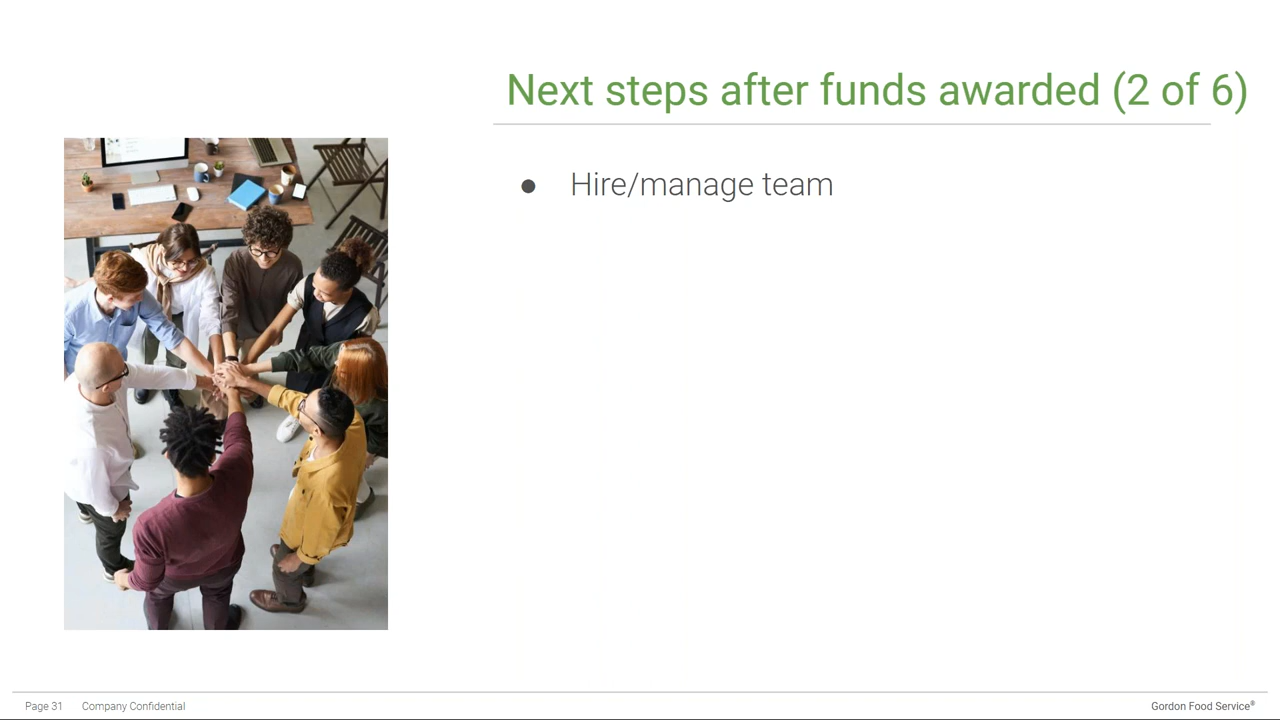 Next steps after funds awarded (2 of 6)
● Hire/manage team
Page 31 Company Confidential
Gordon Food Service®